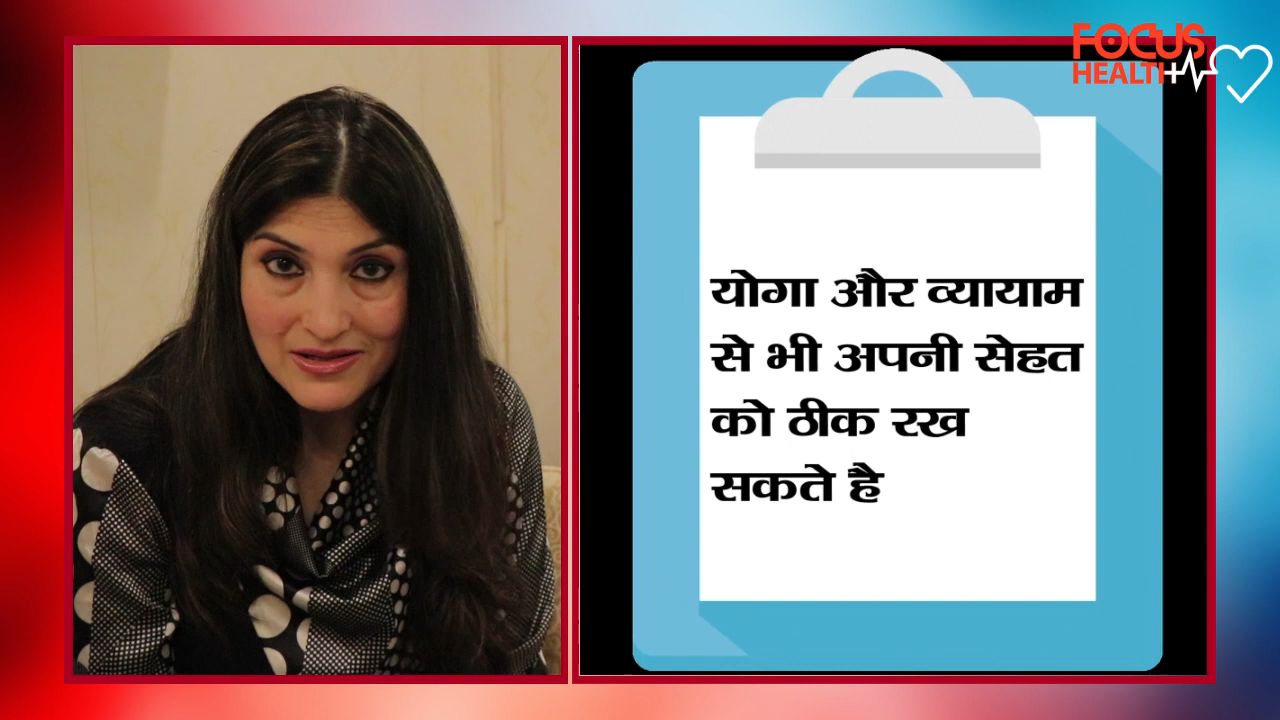 FOCUS
HEALTH
योगा और व्यायाम
से भी अपनी सेहत
को ठीक रख
सकते है